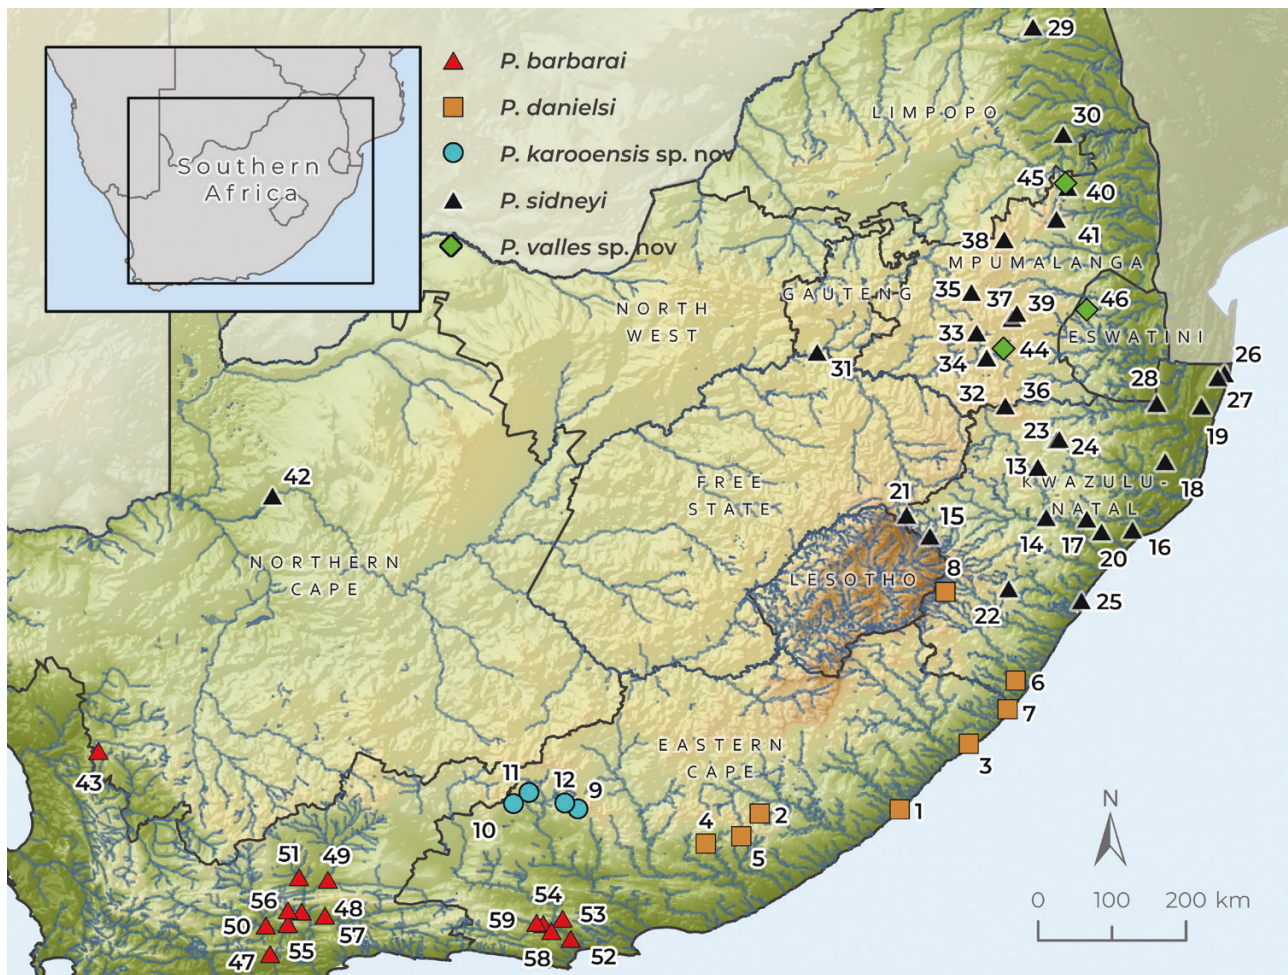 Southern
Africa
P. barbarai
P. danielsi
P. karooensis sp. nov
P. sidneyi
P. valles sp. nov
29
LIMPOPO
30
45
40
41
38
MPUMALANGA
35
37
39
46
GAUTENG
NORTH
WEST
33
44
ESWATINI
34
31
26
28
27
32
36
19
23
24
13
KWAZULU-
NATAL
18
42
FREE
STATE
21
15
14
17
20
16
NORTHERN
CAPE
LESOTHO
8
22
25
6
7
3
EASTERN
CAPE
43
11
12
9
10
1
2
4
5
51
49
56
48
50
55
57
47
54
53
59
58
52
N
0
100
200 km